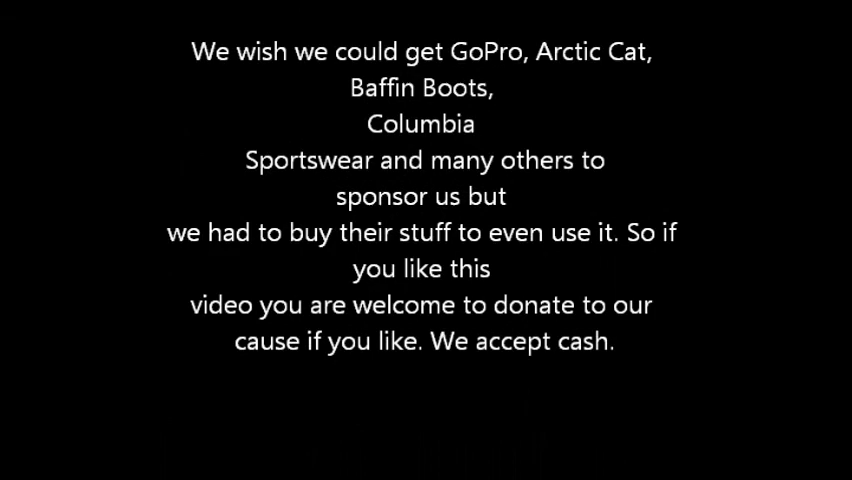 We wish we could get GoPro, Arctic Cat,
Baffin Boots,
Columbia
Sportswear and many others to
sponsor us but
we had to buy their stuff to even use it. So if
you like this
video you are welcome to donate to our
cause if you like. We accept cash.